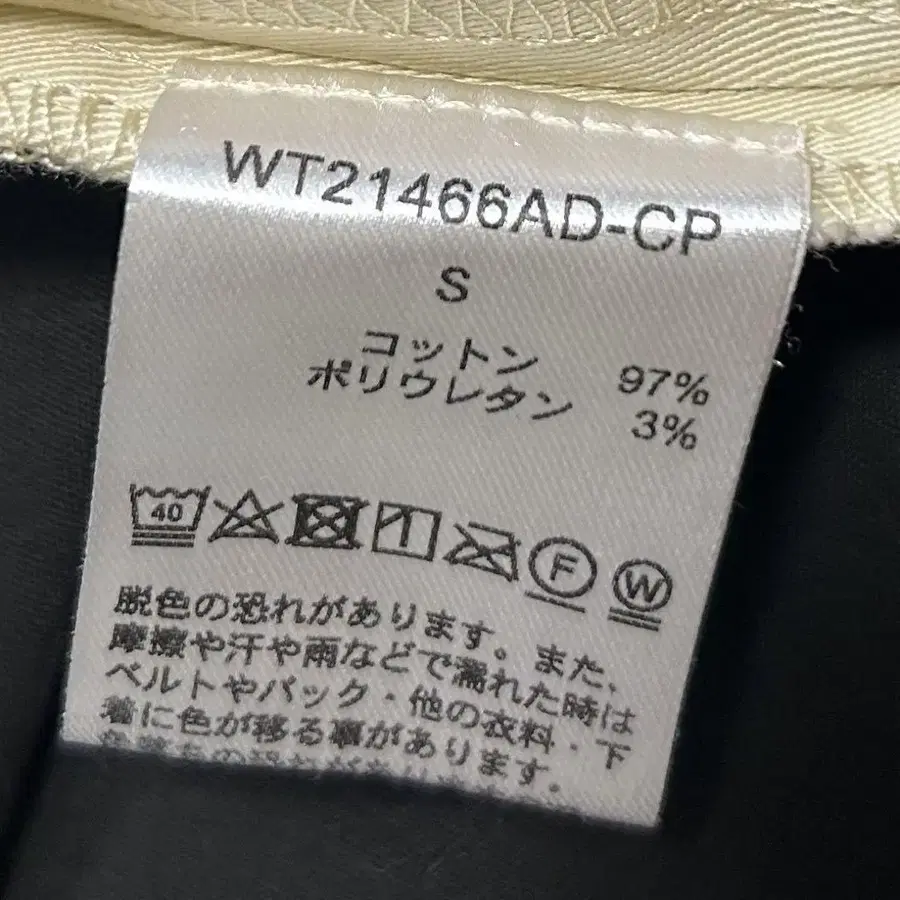 WT21466AD-CP
S
コットン 97%
ポリウレタン 3%
40
F
W
脱色の恐れがあります。また、
摩擦や汗や雨などで濡れた時は
ベルトやバック・他の衣料・下
着に色が移る事があります。